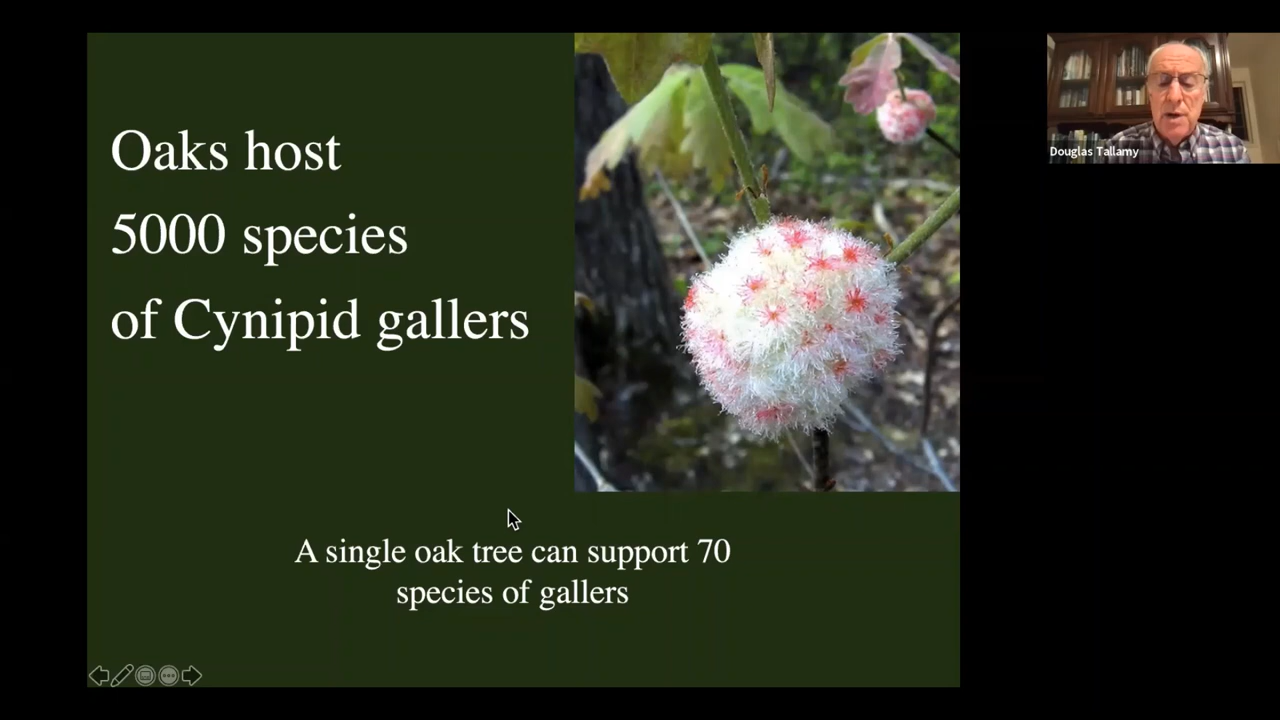 Oaks host
5000 species
of Cynipid gallers
A single oak tree can support 70
species of gallers
Douglas Tallamy